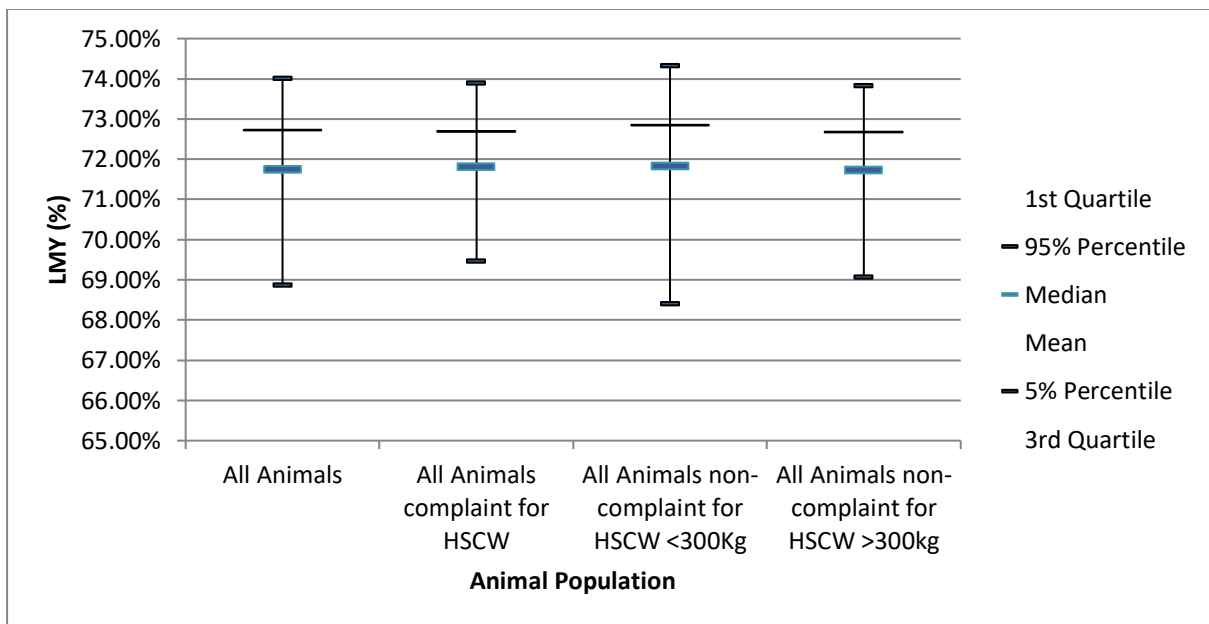 75.00%
74.00%
73.00%
72.00%
71.00%
70.00%
69.00%
68.00%
67.00%
66.00%
65.00%
LMY (%)
All Animals
All Animals
complaint for
HSCW
All Animals non-
complaint for
HSCW <300Kg
All Animals non-
complaint for
HSCW >300kg
Animal Population
1st Quartile
95% Percentile
Median
Mean
5% Percentile
3rd Quartile